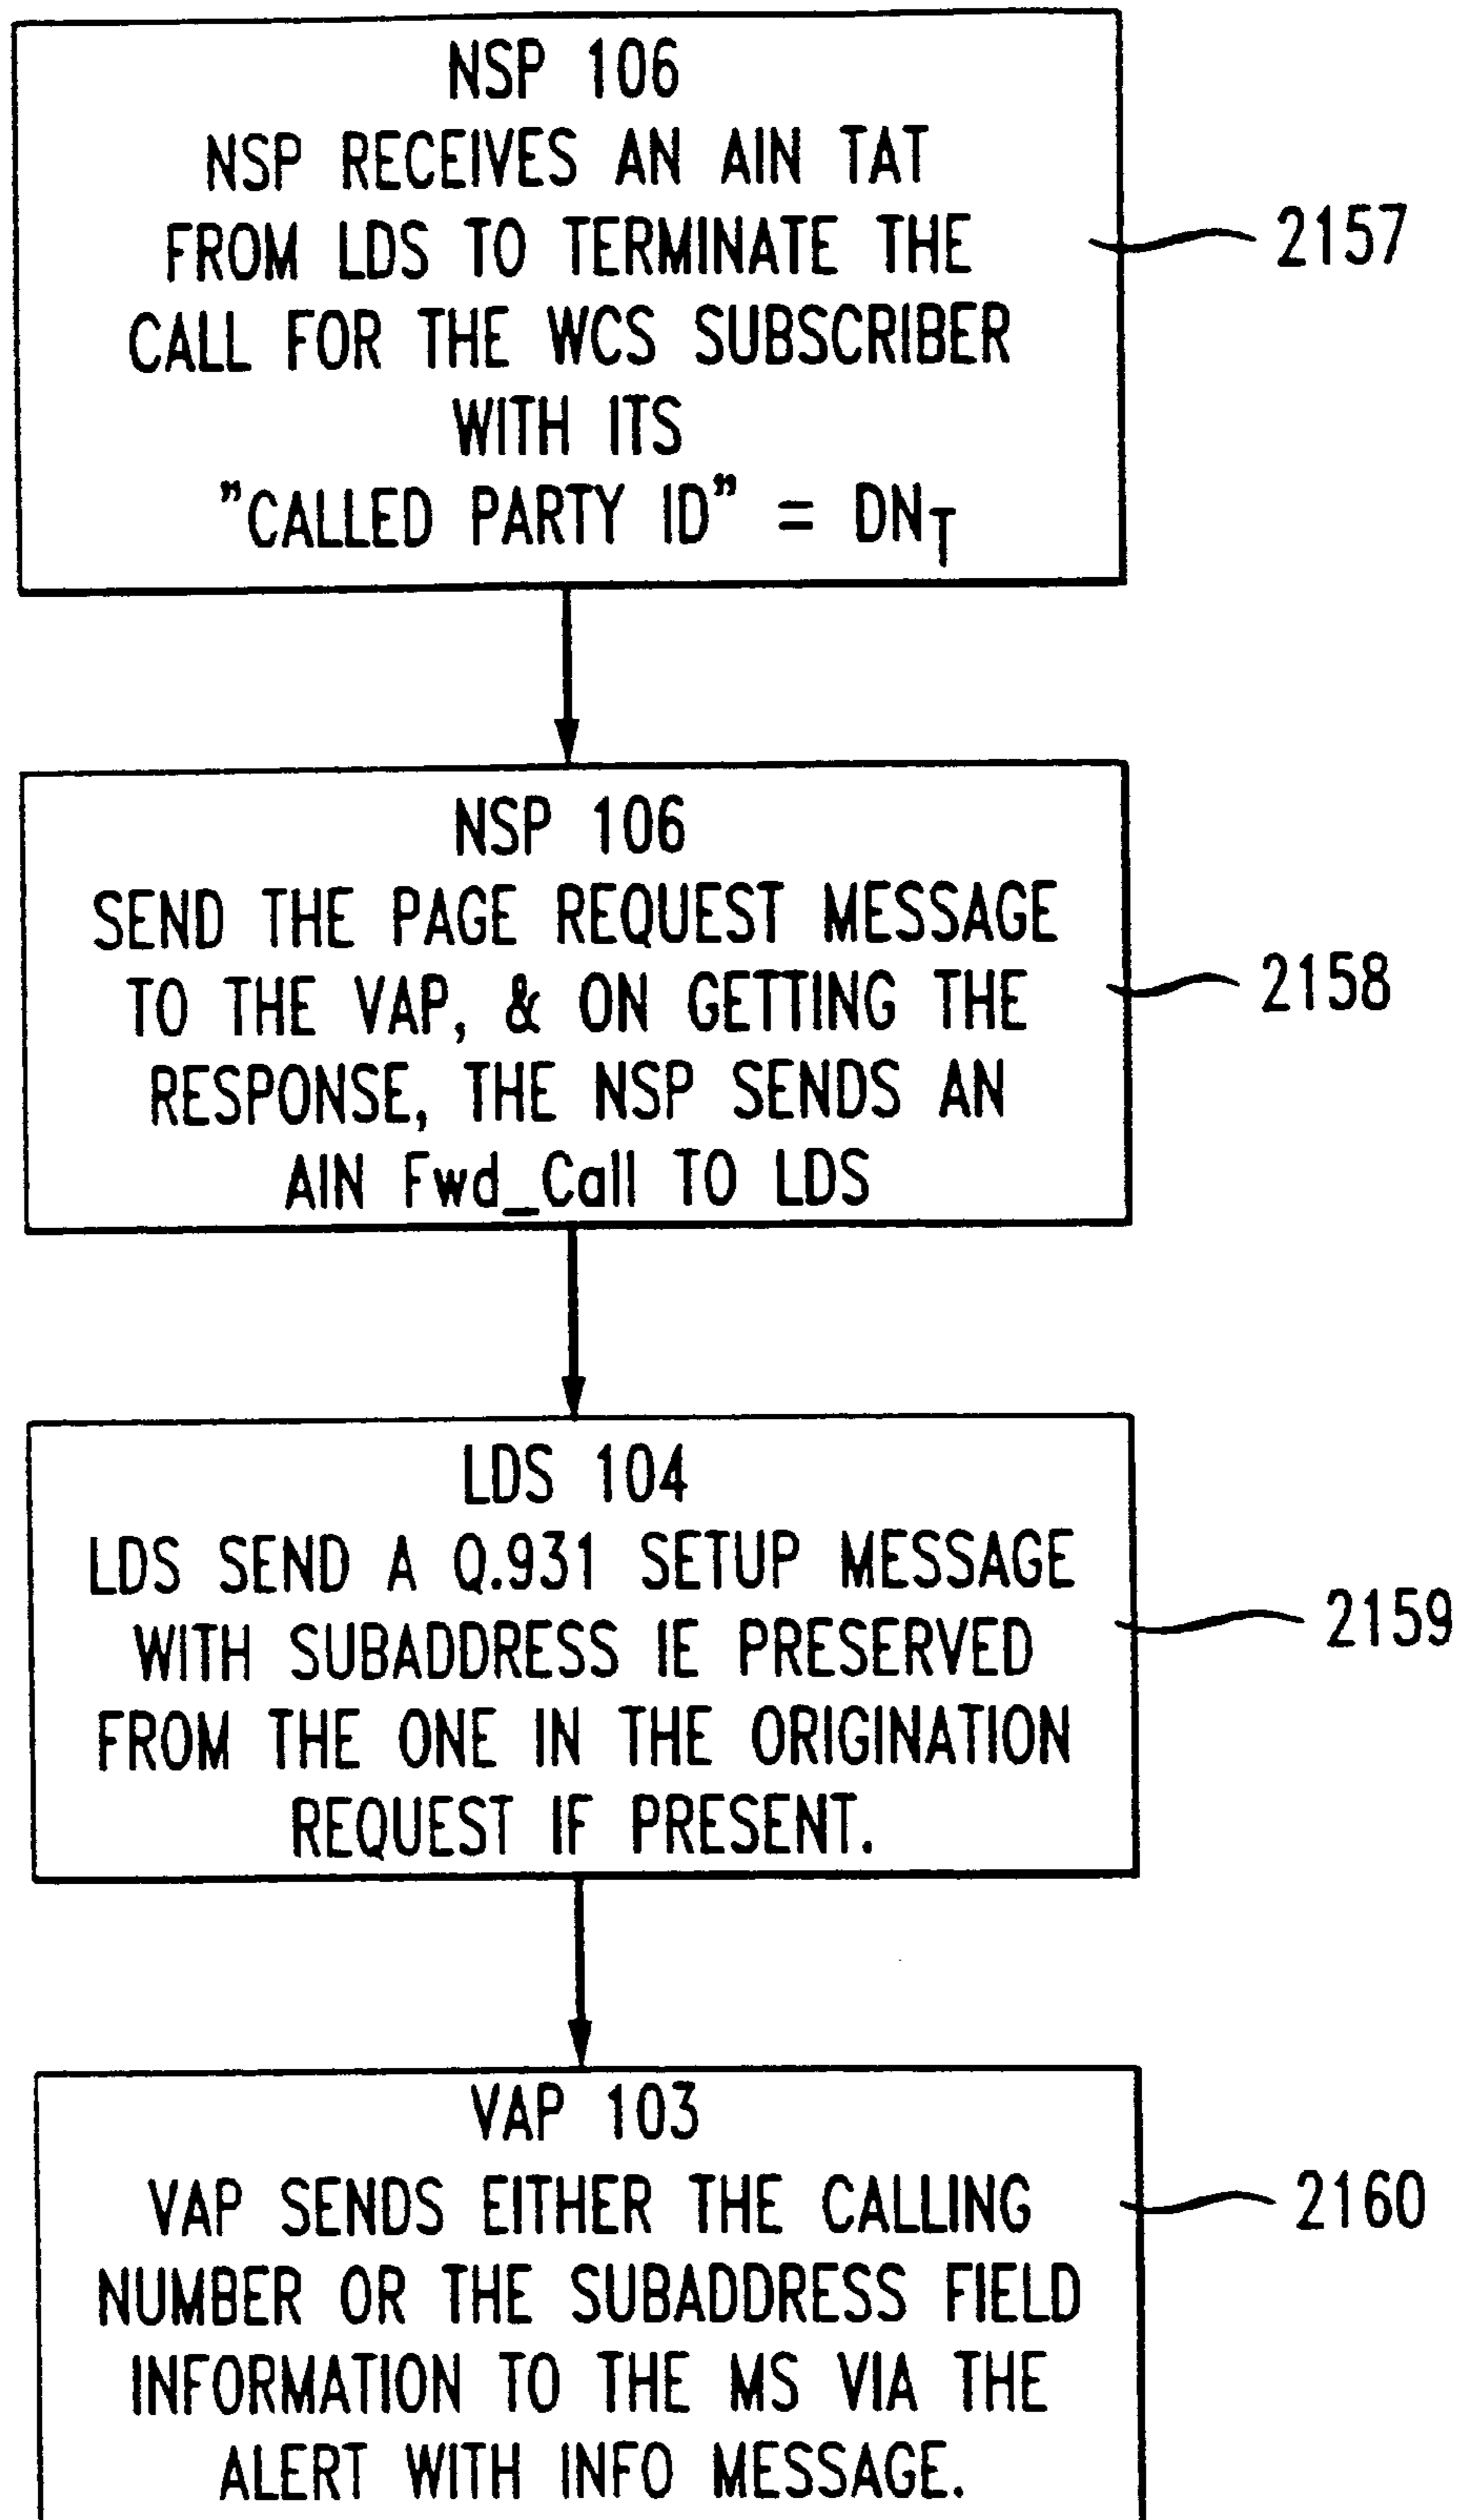 NSP 106
NSP RECEIVES AN AIN TAT
FROM LDS TO TERMINATE THE
CALL FOR THE WCS SUBSCRIBER
WITH ITS
"CALLED PARTY ID" = DNT
2157
NSP 106
SEND THE PAGE REQUEST MESSAGE
TO THE VAP, & ON GETTING THE
RESPONSE, THE NSP SENDS AN
AIN Fwd_Call TO LDS
2158
LDS 104
LDS SEND A Q.931 SETUP MESSAGE
WITH SUBADDRESS IE PRESERVED
FROM THE ONE IN THE ORIGINATION
REQUEST IF PRESENT.
2159
VAP 103
VAP SENDS EITHER THE CALLING
NUMBER OR THE SUBADDRESS FIELD
INFORMATION TO THE MS VIA THE
ALERT WITH INFO MESSAGE.
2160